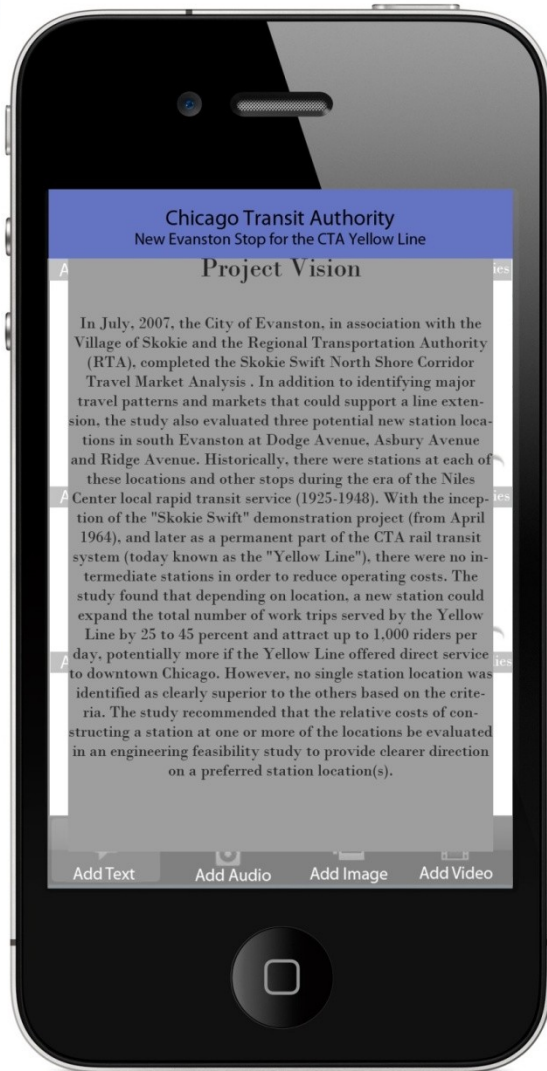 Chicago Transit Authority
New Evanston Stop for the CTA Yellow Line
Project Vision
In July, 2007, the City of Evanston, in association with the
Village of Skokie and the Regional Transportation Authority
(RTA), completed the Skokie Swift North Shore Corridor
Travel Market Analysis . In addition to identifying major
travel patterns and markets that could support a line exten-
sion, the study also evaluated three potential new station loca-
tions in south Evanston at Dodge Avenue, Asbury Avenue
and Ridge Avenue. Historically, there were stations at each of
these locations and other stops during the era of the Niles
Center local rapid transit service (1925-1948). With the incep-
tion of the "Skokie Swift" demonstration project (from April
1964), and later as a permanent part of the CTA rail transit
system (today known as the "Yellow Line"), there were no in-
termediate stations in order to reduce operating costs. The
study found that depending on location, a new station could
expand the total number of work trips served by the Yellow
Line by 25 to 45 percent and attract up to 1,000 riders per
day, potentially more if the Yellow Line offered direct service
to downtown Chicago. However, no single station location was
identified as clearly superior to the others based on the crite-
ria. The study recommended that the relative costs of con-
structing a station at one or more of the locations be evaluated
in an engineering feasibility study to provide clearer direction
on a preferred station location(s).
Add Text Add Audio Add Image Add Video